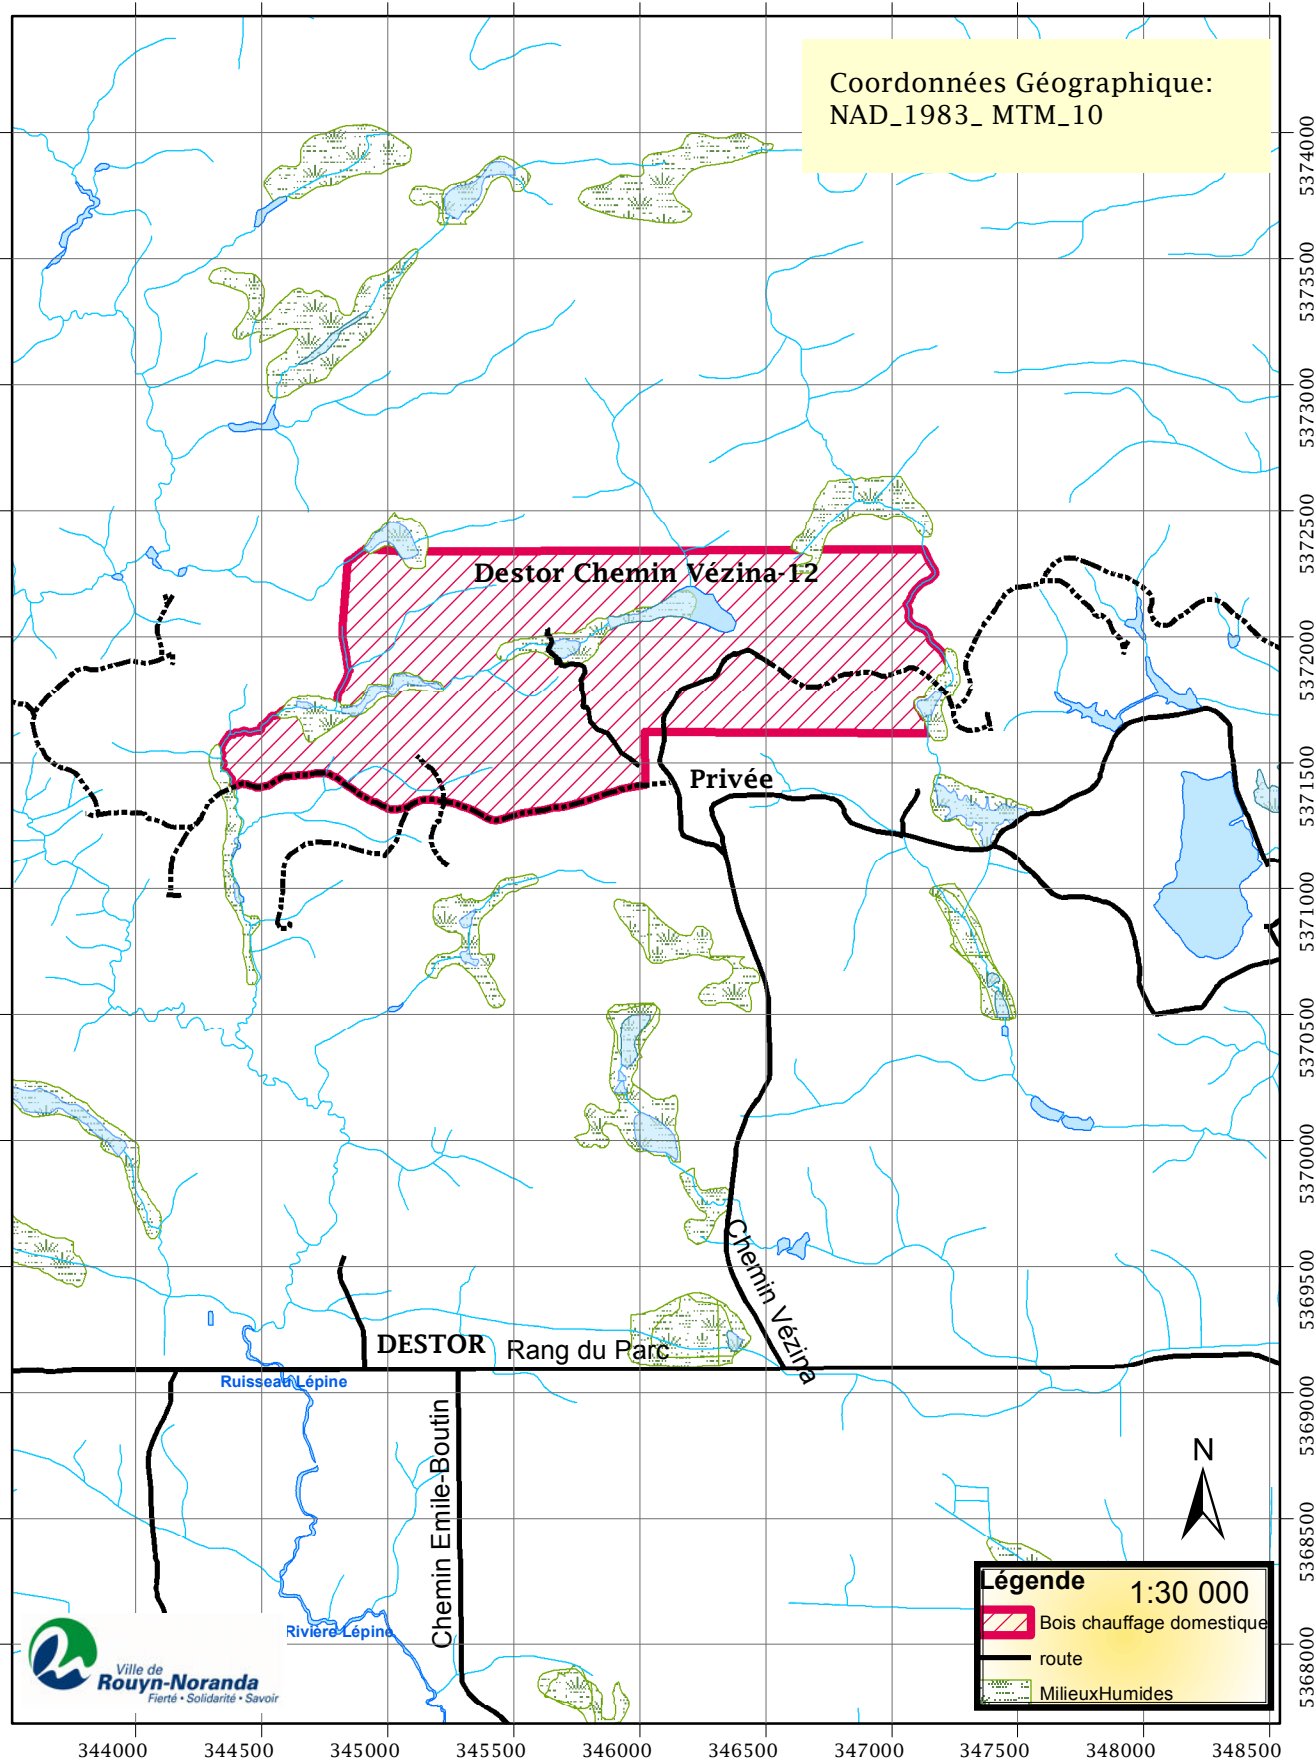 Coordonnées Géographique:
NAD_1983_ MTM_10
5374000
5373500
5373000
5372500
Destor Chemin Vézina-12
5372000
5371500
Privée
5371000
5370500
5370000
5369500
Chemin Vézina
DESTOR
Rang du Parc
Ruisseau Lépine
5369000
Chemin Emile-Boutin
N
5368500
Légende
1:30 000
Bois chauffage domestique
route
MilieuxHumides
Rivière Lépine
5368000
Ville de
Rouyn-Noranda
Fierté • Solidarité • Savoir
344000 344500 345000 345500 346000 346500 347000 347500 348000 348500